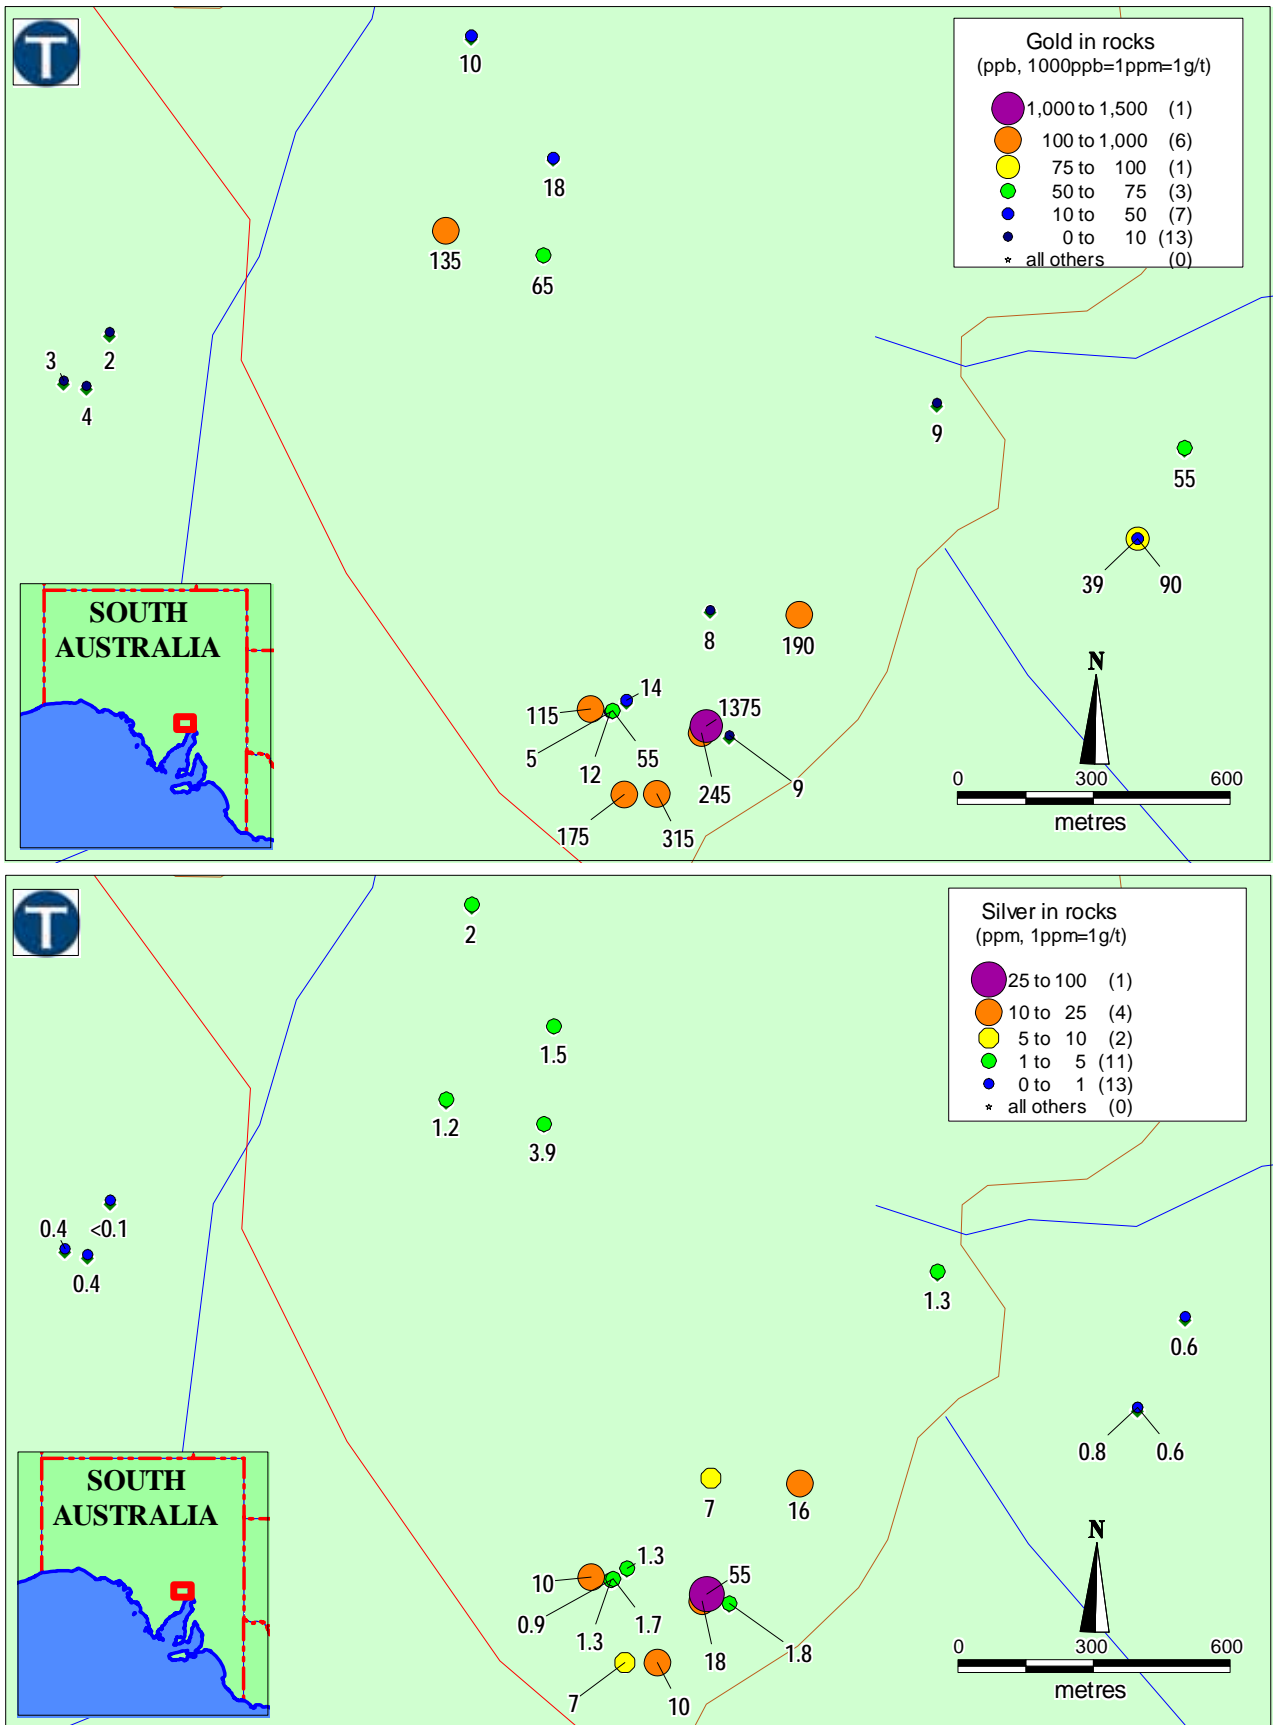 T
10
Gold in rocks
(ppb, 1000ppb=1ppm=1g/t)
1,000 to 1,500 (1)
100 to 1,000 (6)
75 to 100 (1)
50 to 75 (3)
10 to 50 (7)
0 to 10 (13)
all others (0)
18
135
65
3
2
4
9
55
39
90
SOUTH
AUSTRALIA
8
190
N
14
115
1375
5
12
55
245
9
175
315
0 300 600
metres
T
2
Silver in rocks
(ppm, 1ppm=1g/t)
25 to 100 (1)
10 to 25 (4)
5 to 10 (2)
1 to 5 (11)
0 to 1 (13)
all others (0)
1.5
1.2
3.9
0.4
<0.1
0.4
1.3
0.6
0.8
0.6
SOUTH
AUSTRALIA
7
16
N
1.3
10
55
0.9
1.3
1.7
18
1.8
7
10
0 300 600
metres